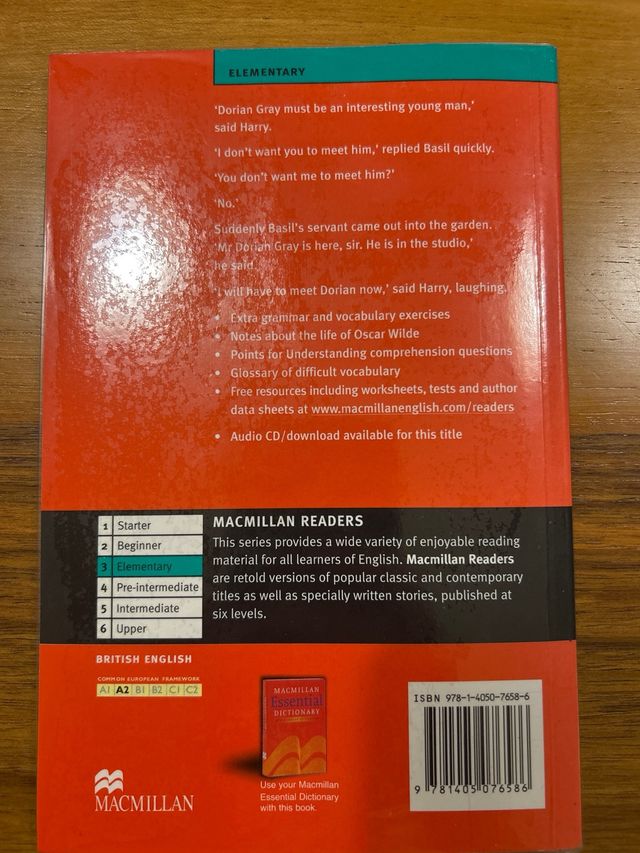 ELEMENTARY
‘Dorian Gray must be an interesting young man,’
said Harry.
‘I don't want you to meet him,’ replied Basil quickly.
‘You don't want me to meet him?’
‘No.’
Suddenly Basil's servant came out into the garden.
‘Mr Dorian Gray is here, sir. He is in the studio,’
he said.
‘I will have to meet Dorian now,’ said Harry, laughing.
• Extra grammar and vocabulary exercises
• Notes about the life of Oscar Wilde
• Points for Understanding comprehension questions
• Glossary of difficult vocabulary
• Free resources including worksheets, tests and author
data sheets at www.macmillanenglish.com/readers
• Audio CD/download available for this title
1 Starter
2 Beginner
3 Elementary
4 Pre-intermediate
5 Intermediate
6 Upper
MACMILLAN READERS
This series provides a wide variety of enjoyable reading
material for all learners of English. Macmillan Readers
are retold versions of popular classic and contemporary
titles as well as specially written stories, published at
six levels.
BRITISH ENGLISH
COMMON EUROPEAN FRAMEWORK
A1 A2 B1 B2 C1 C2
MACMILLAN
MACMILLAN
Essential
DICTIONARY
Use your Macmillan
Essential Dictionary
with this book.
ISBN 978-1-4050-7658-6
9 781405 076586